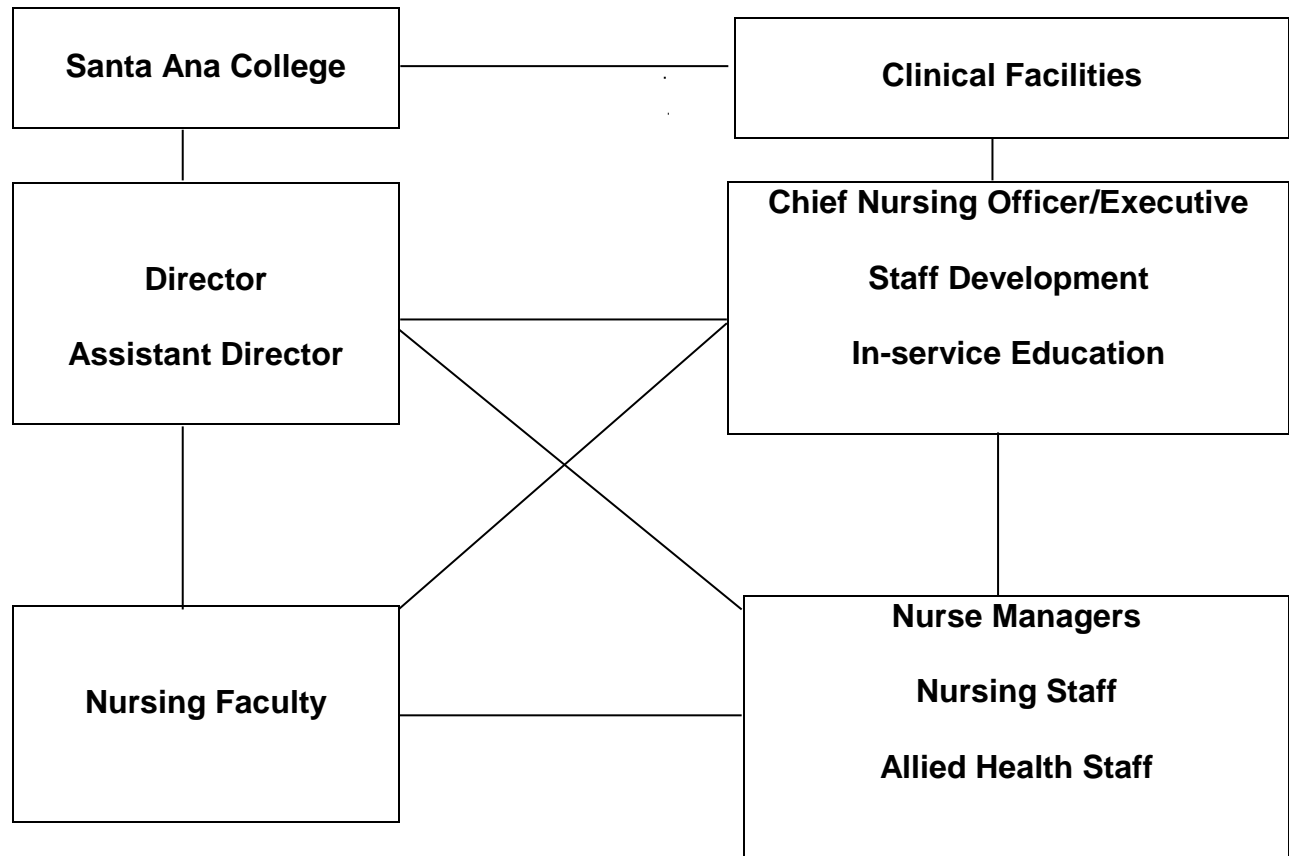 Santa Ana College
Clinical Facilities
Director
Assistant Director
Chief Nursing Officer/Executive
Staff Development
In-service Education
Nursing Faculty
Nurse Managers
Nursing Staff
Allied Health Staff